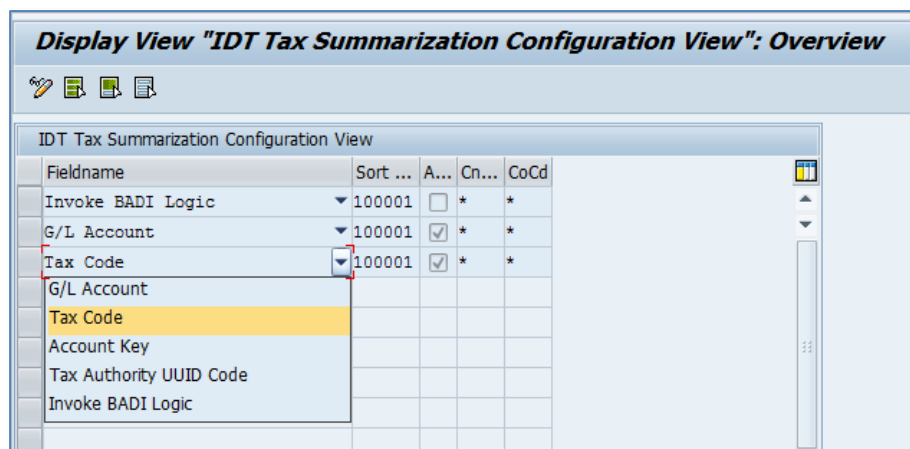 Display View "IDT Tax Summarization Configuration View": Overview
IDT Tax Summarization Configuration View
Fieldname Sort ... A... Cn... CoCd
Invoke BADI Logic 100001 * *
G/L Account 100001 * *
Tax Code 100001 * *
G/L Account
Tax Code
Account Key
Tax Authority UUID Code
Invoke BADI Logic